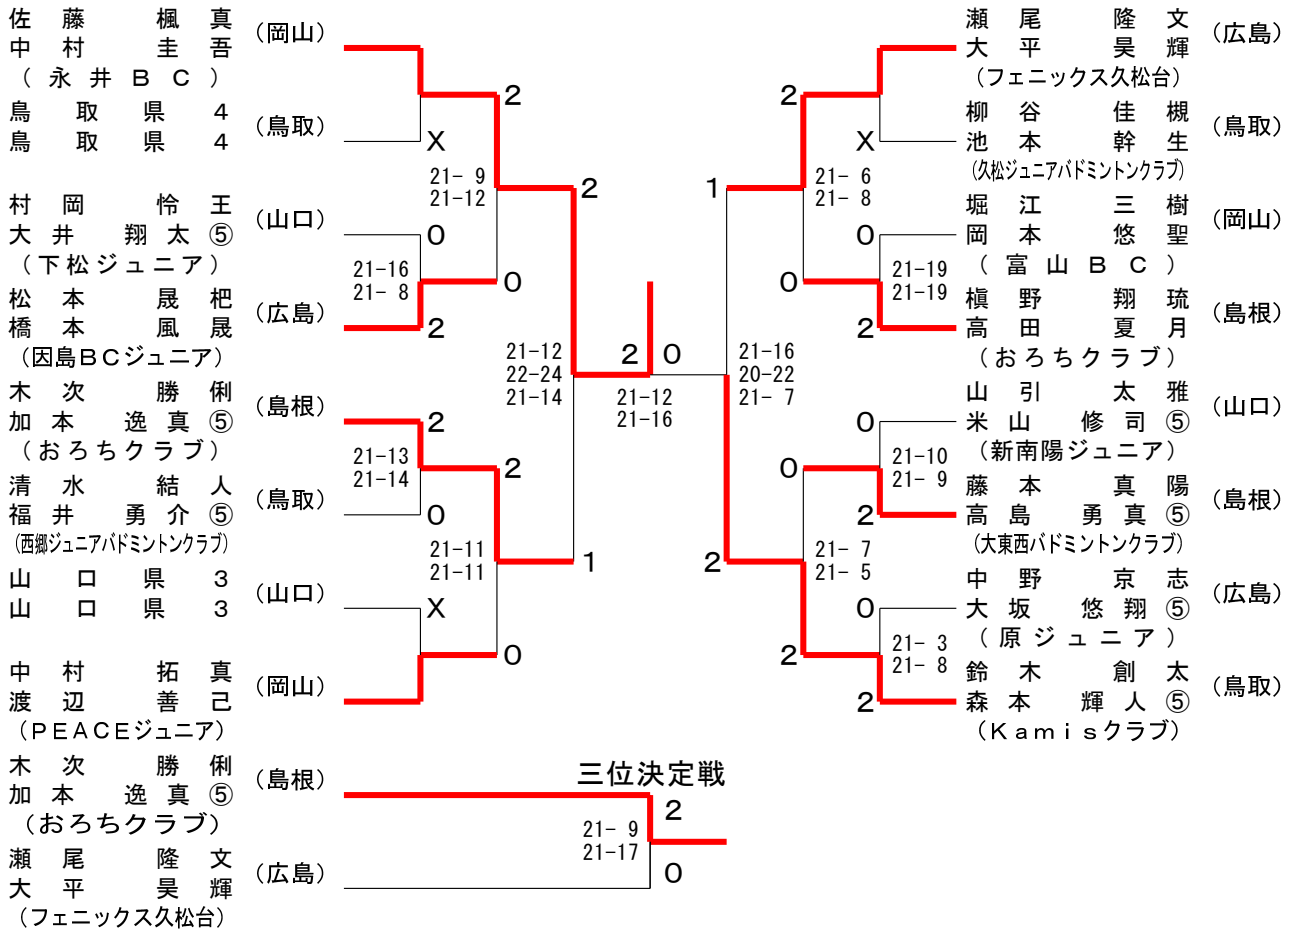 佐藤 楓真
中村 圭吾
(永井BC)
(岡山)
鳥取県 4
鳥取県 4
(鳥取)
村岡 怜王
大井 翔太⑤
(下松ジュニア)
(山口)
松本 晟杷
橋本 風晟
(因島BCジュニア)
(広島)
木次 勝俐
加本 逸真⑤
(おろちクラブ)
(島根)
清水 結人
福井 勇介⑤
(西郷ジュニアバドミントンクラブ)
(鳥取)
山口県 3
山口県 3
(山口)
中村 拓真
渡辺 善己
(PEACEジュニア)
(岡山)
2
X
21- 9
21-12
0
21-16
21- 8
2
0
2
2
21-13
21-14
0
2
21-11
21-11
X
0
1
21-12
22-24
21-14
2 0
21-12
21-16
瀬尾 隆文
大平 昊輝
(フェニックス久松台)
(広島)
柳谷 佳槻
池本 幹生
(久松ジュニアバドミントンクラブ)
(鳥取)
堀江 三樹
岡本 悠聖
(富山BC)
(岡山)
槇野 翔琉
高田 夏月
(おろちクラブ)
(島根)
山引 太雅
米山 修司⑤
(新南陽ジュニア)
(山口)
藤本 真陽
高島 勇真⑤
(大東西バドミントンクラブ)
(島根)
中野 京志
大坂 悠翔⑤
(原ジュニア)
(広島)
鈴木 創太
森本 輝人⑤
(Kamisクラブ)
(鳥取)
2
X
1
21- 6
21- 8
0
0
21-19
21-19
2
21-16
20-22
21- 7
0
0
21-10
21- 9
2
2
21- 7
21- 5
0
2
21- 3
21- 8
2
三位決定戦
木次 勝俐
加本 逸真⑤
(おろちクラブ)
(島根)
2
21- 9
21-17
0
瀬尾 隆文
大平 昊輝
(フェニックス久松台)
(広島)